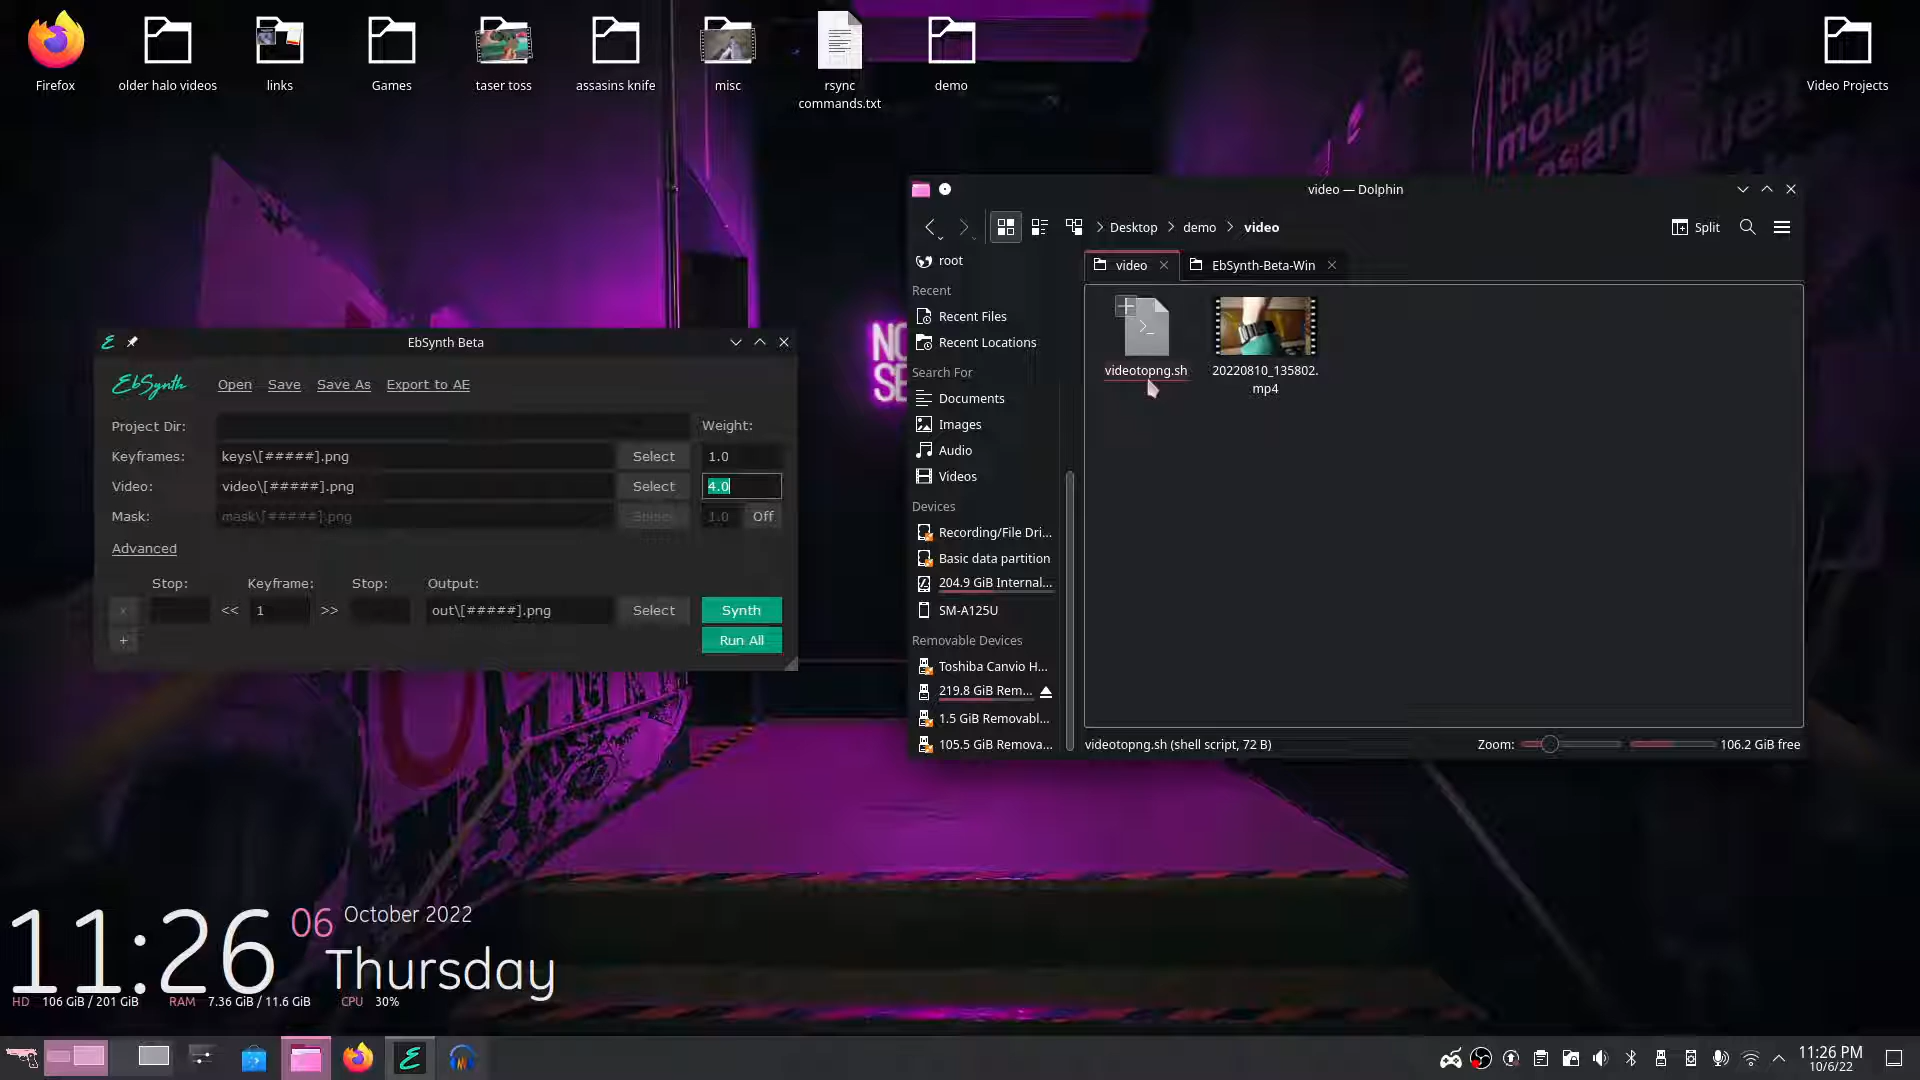 Firefox
older halo videos
links
Games
taser toss
assasins knife
misc
rsync
commands.txt
demo
Video Projects
them
mouths
video — Dolphin
Desktop
demo
video
Split
video
EbSynth-Beta-Win
root
Recent
Recent Files
Recent Locations
Search For
Documents
Images
Audio
Videos
Devices
Recording/File Dri...
Basic data partition
204.9 GiB Internal...
SM-A125U
Removable Devices
Toshiba Canvio H...
219.8 GiB Rem...
1.5 GiB Removabl...
105.5 GiB Remova...
videotopng.sh
20220810_135802.
mp4
videotopng.sh (shell script, 72 B)
Zoom:
106.2 GiB free
EbSynth Beta
EbSynth
Open
Save
Save As
Export to AE
Project Dir:
Weight:
Keyframes:
keys\[#####].png
Select
1.0
Video:
video\[#####].png
Select
4.0
Mask:
mask\[#####].png
Select
1.0
Off
Advanced
Stop:
Keyframe:
Stop:
Output:
x
<<
1
>>
out\[#####].png
Select
Synth
+
Run All
NO
SE
11:26
06
October 2022
Thursday
HD 106 GiB / 201 GiB RAM 7.36 GiB / 11.6 GiB CPU 30%
11:26 PM
10/6/22